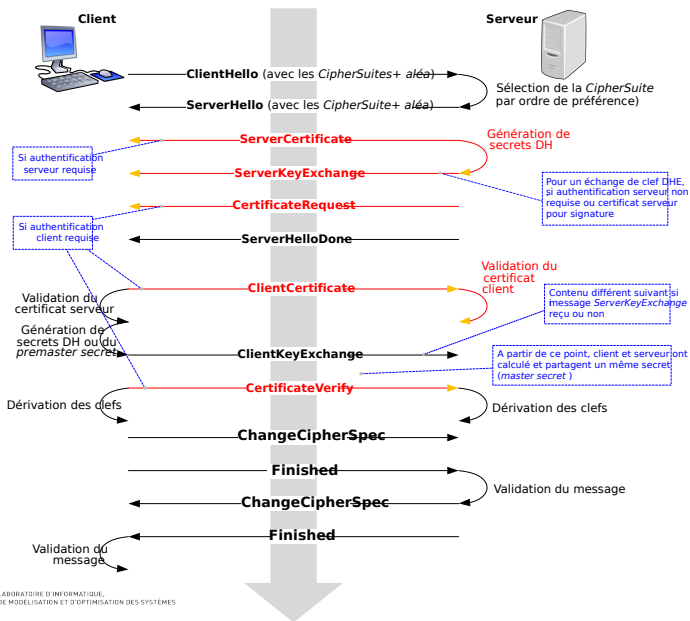 Client
Serveur
ClientHello (avec les CipherSuites+ aléa)
Sélection de la CipherSuite
par ordre de préférence)
ServerHello (avec les CipherSuite+ aléa)
ServerCertificate
Génération de
secrets DH
Si authentification
serveur requise
ServerKeyExchange
Pour un échange de clef DHE,
si authentification serveur non
requise ou certificat serveur
pour signature
CertificateRequest
Si authentification
client requise
ServerHelloDone
Validation du
certificat
client
ClientCertificate
Validation du
certificat serveur
Contenu différent suivant si
message ServerKeyExchange
reçu ou non
Génération de
secrets DH ou du
premaster secret
ClientKeyExchange
A partir de ce point, client et serveur ont
calculé et partagent un même secret
(master secret )
CertificateVerify
Dérivation des clefs
Dérivation des clefs
ChangeCipherSpec
Finished
Validation du message
ChangeCipherSpec
Finished
Validation du
message
LABORATOIRE D'INFORMATIQUE,
DE MODÉLISATION ET D'OPTIMISATION DES SYSTÈMES